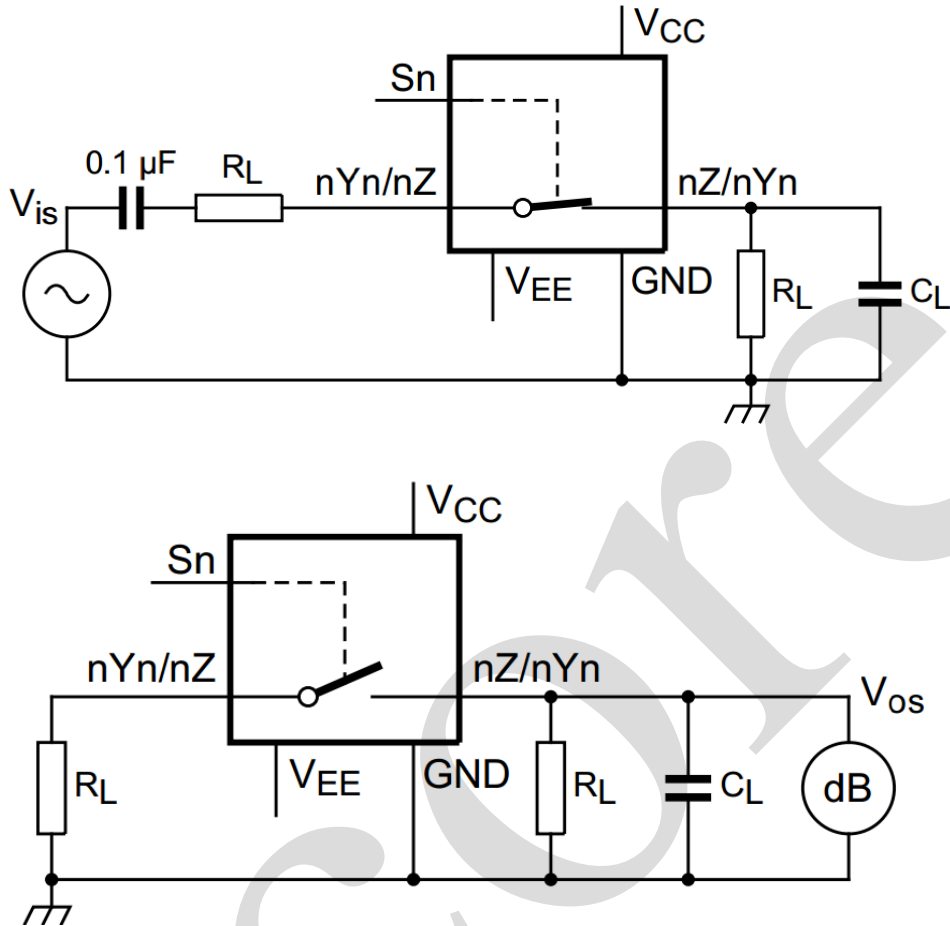 VCC
Sn
0.1 µF
RL
nYn/nZ
nZ/nYn
Vis
VEE
GND
RL
CL
VCC
Sn
nYn/nZ
nZ/nYn
Vos
RL
VEE
GND
RL
CL
dB
core